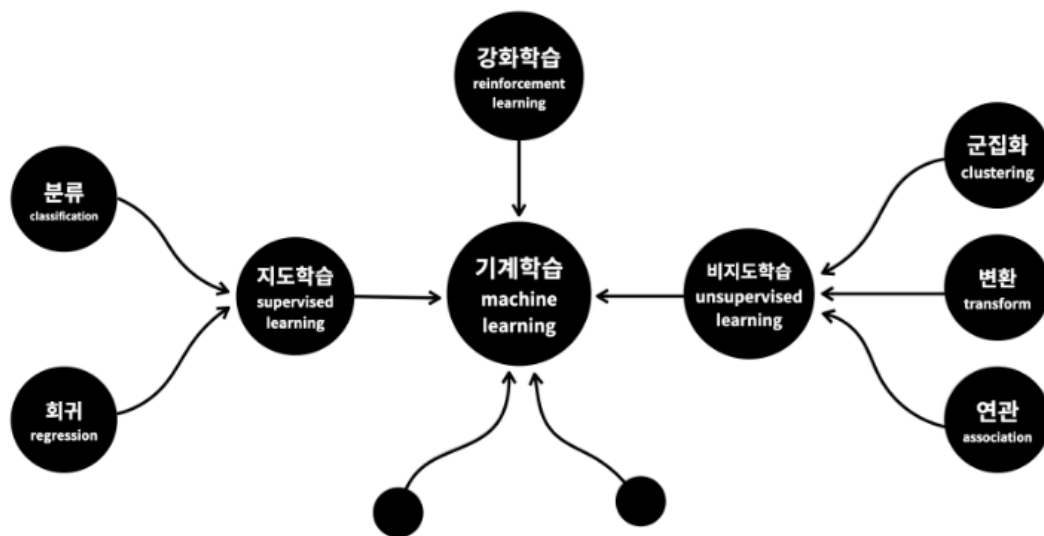 강화학습
reinforcement
learning
군집화
clustering
분류
classification
지도학습
supervised
learning
기계학습
machine
learning
비지도학습
unsupervised
learning
변환
transform
회귀
regression
연관
association